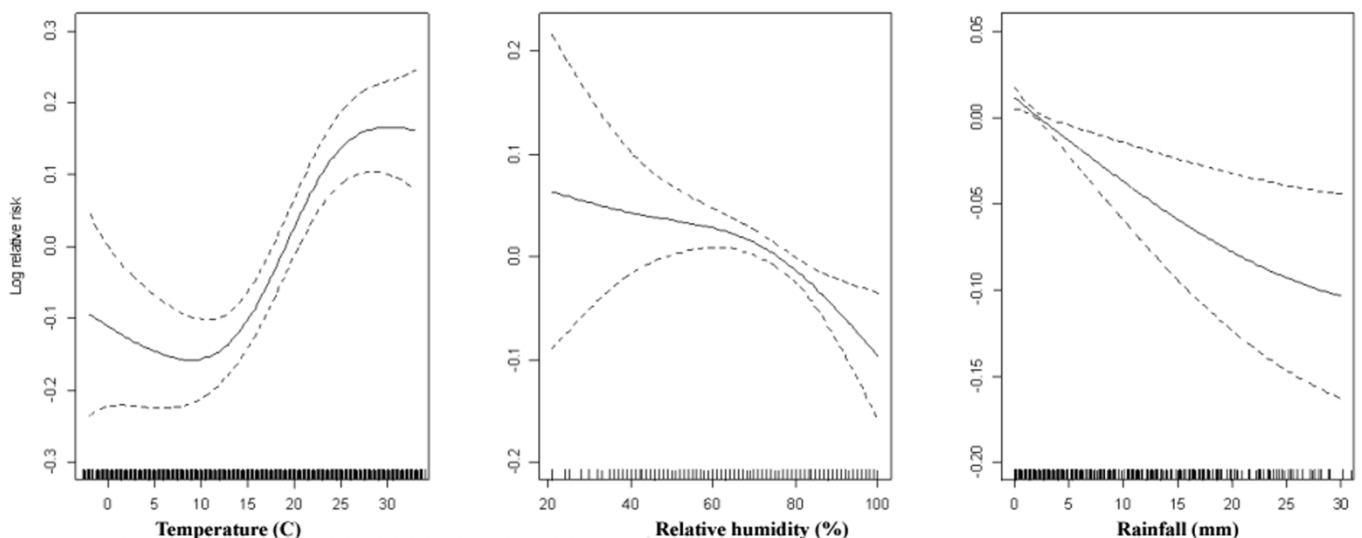 Log relative risk
0.3
0.2
0.1
0.0
-0.1
-0.2
-0.3
0 5 10 15 20 25 30
Temperature (C)
0.2
0.1
0.0
-0.1
-0.2
20 40 60 80 100
Relative humidity (%)
0.05
0.00
-0.05
-0.10
-0.15
-0.20
0 5 10 15 20 25 30
Rainfall (mm)